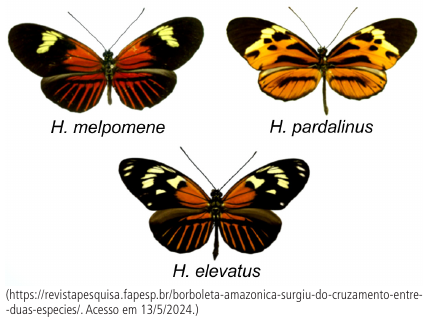 H. melpomene
H. pardalinus
H. elevatus
(https://revistapesquisa.fapesp.br/borboleta-amazonica-surgiu-do-cruzamento-entre-
-duas-especies/. Acesso em 13/5/2024.)